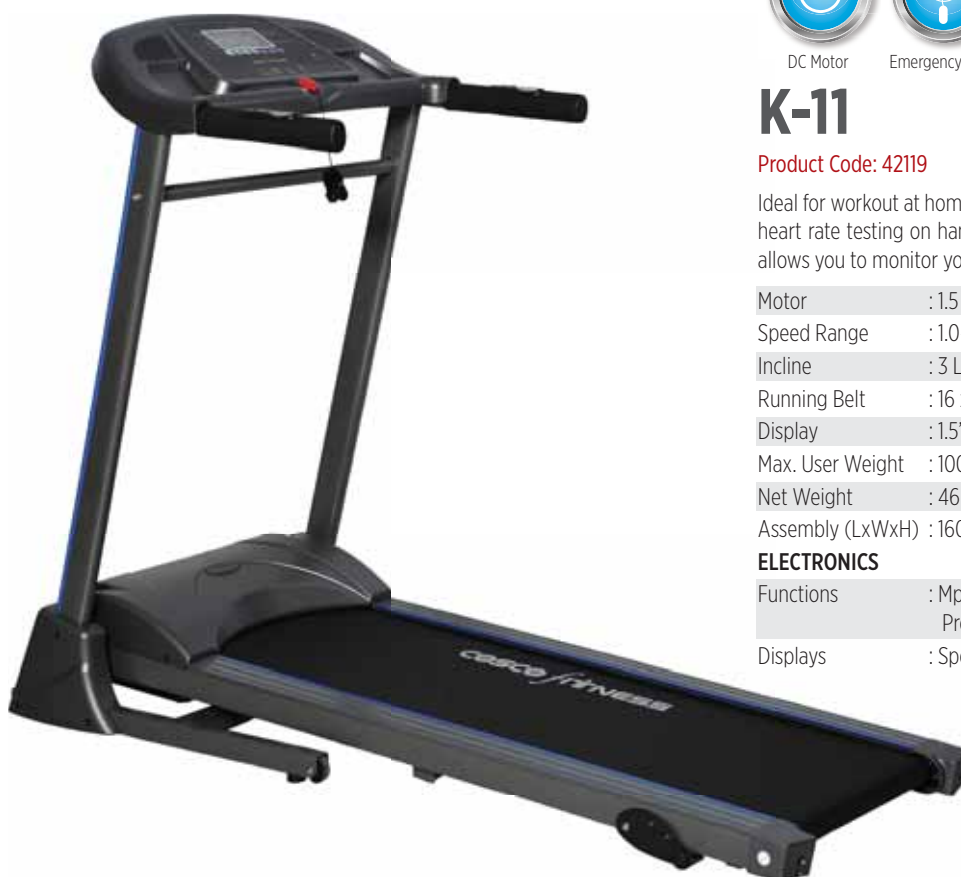 DC Motor Emergency
K-11
Product Code: 42119
Ideal for workout at hom
heart rate testing on han
allows you to monitor yo
Motor : 1.5
Speed Range : 1.0
Incline : 3 L
Running Belt : 16
Display : 1.5"
Max. User Weight : 100
Net Weight : 46
Assembly (LxWxH) : 160
ELECTRONICS
Functions : Mp
Pro
Displays : Spe
cosco fitness